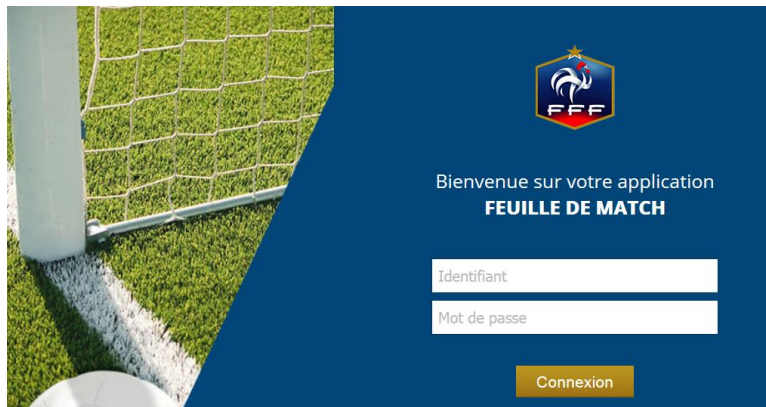 FFF
Bienvenue sur votre application
FEUILLE DE MATCH
Identifiant
Mot de passe
Connexion